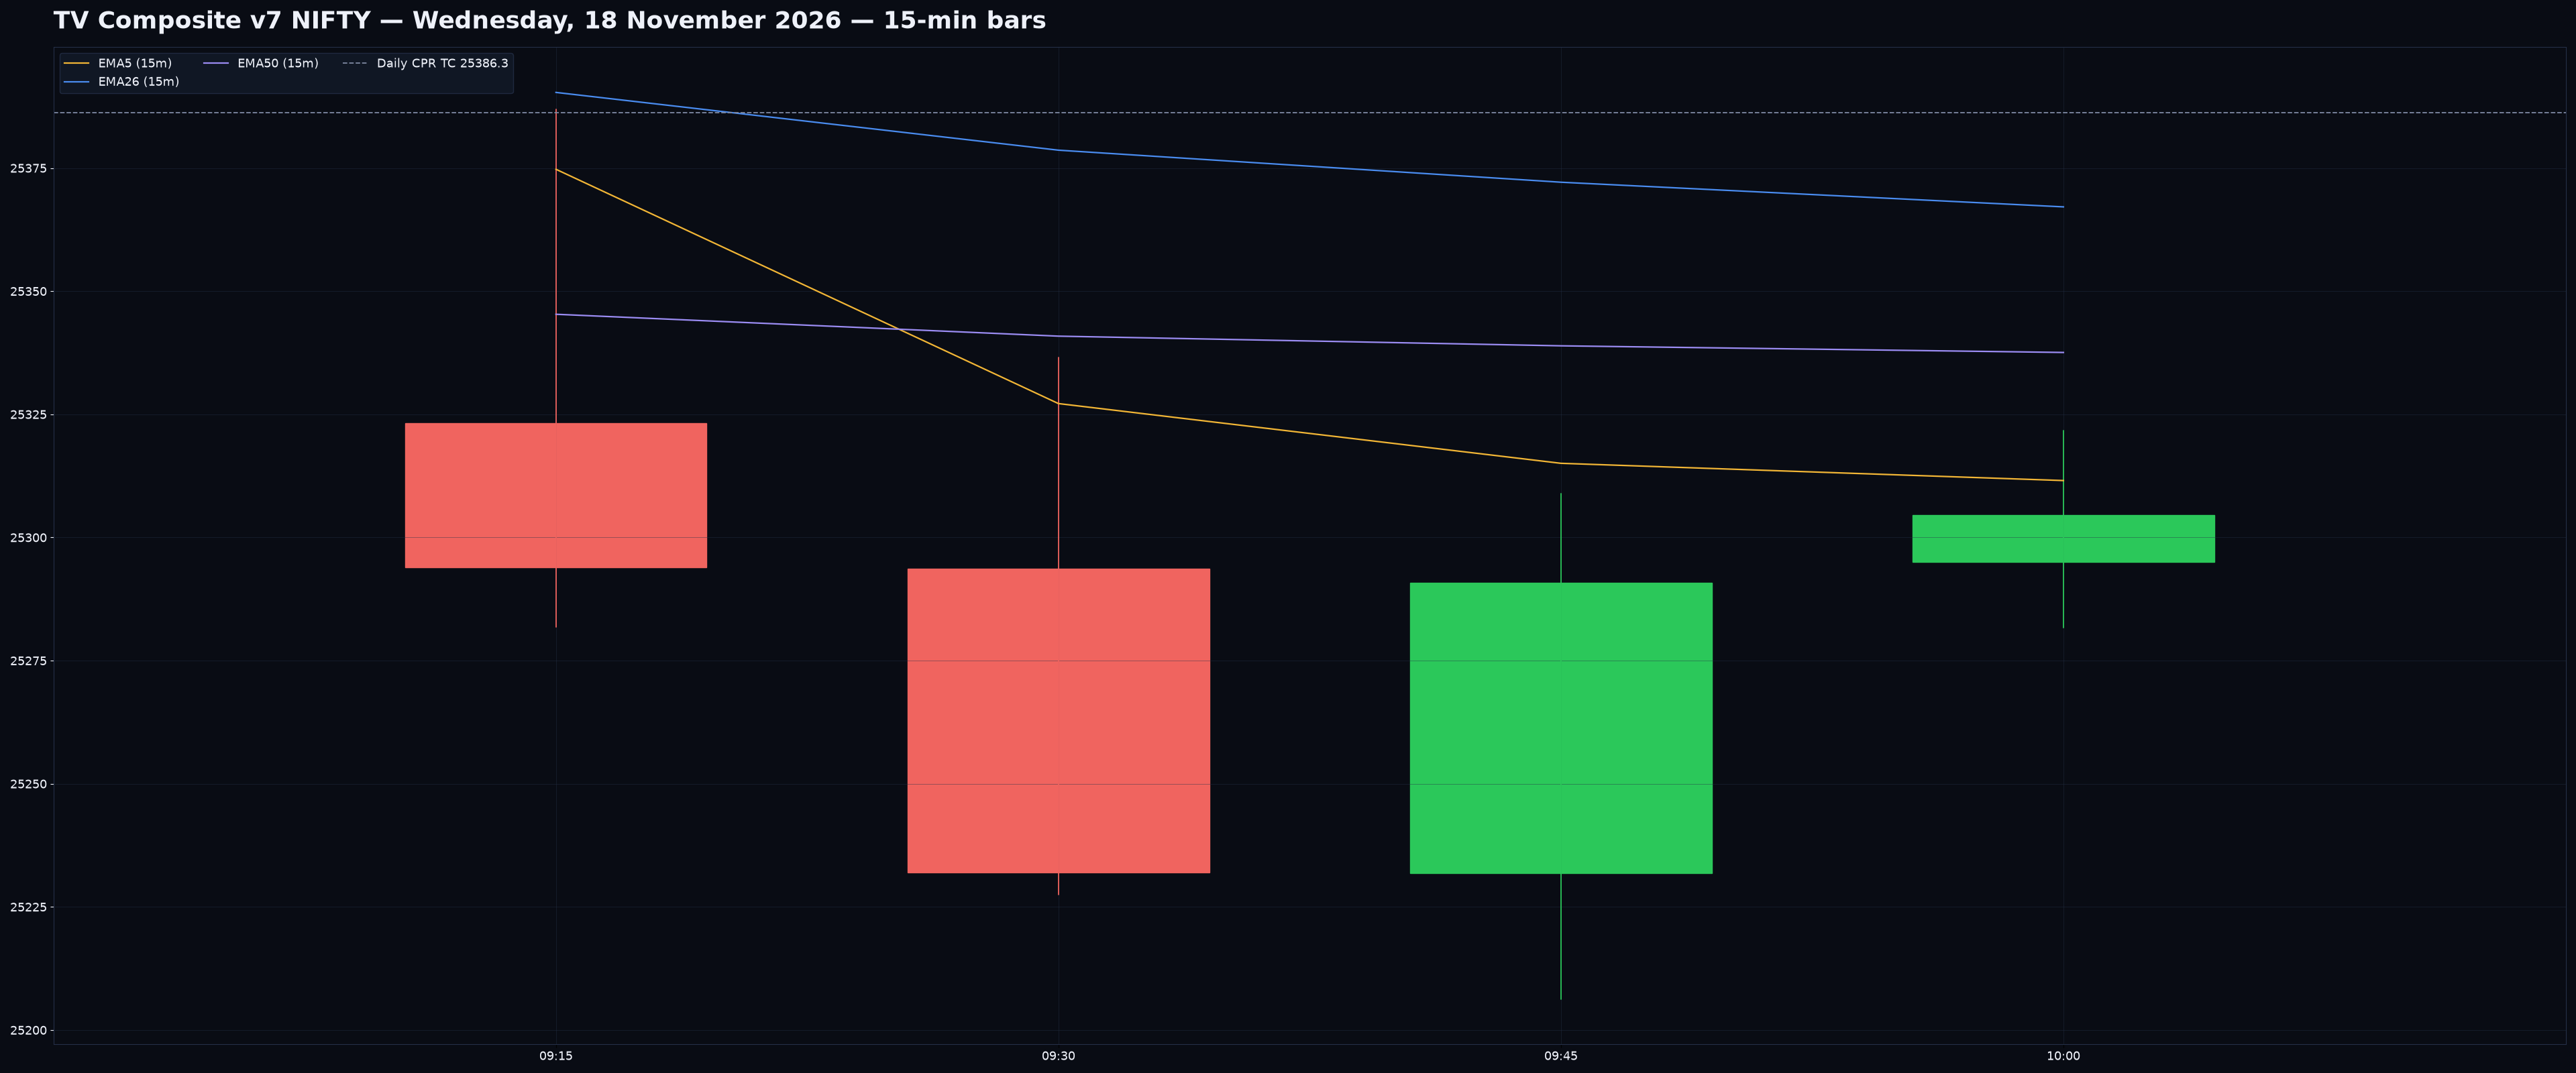 TV Composite v7 NIFTY — Wednesday, 18 November 2026 — 15-min bars
EMA5 (15m) EMA50 (15m) Daily CPR TC 25386.3
EMA26 (15m)
25375
25350
25325
25300
25275
25250
25225
25200
09:15 09:30 09:45 10:00